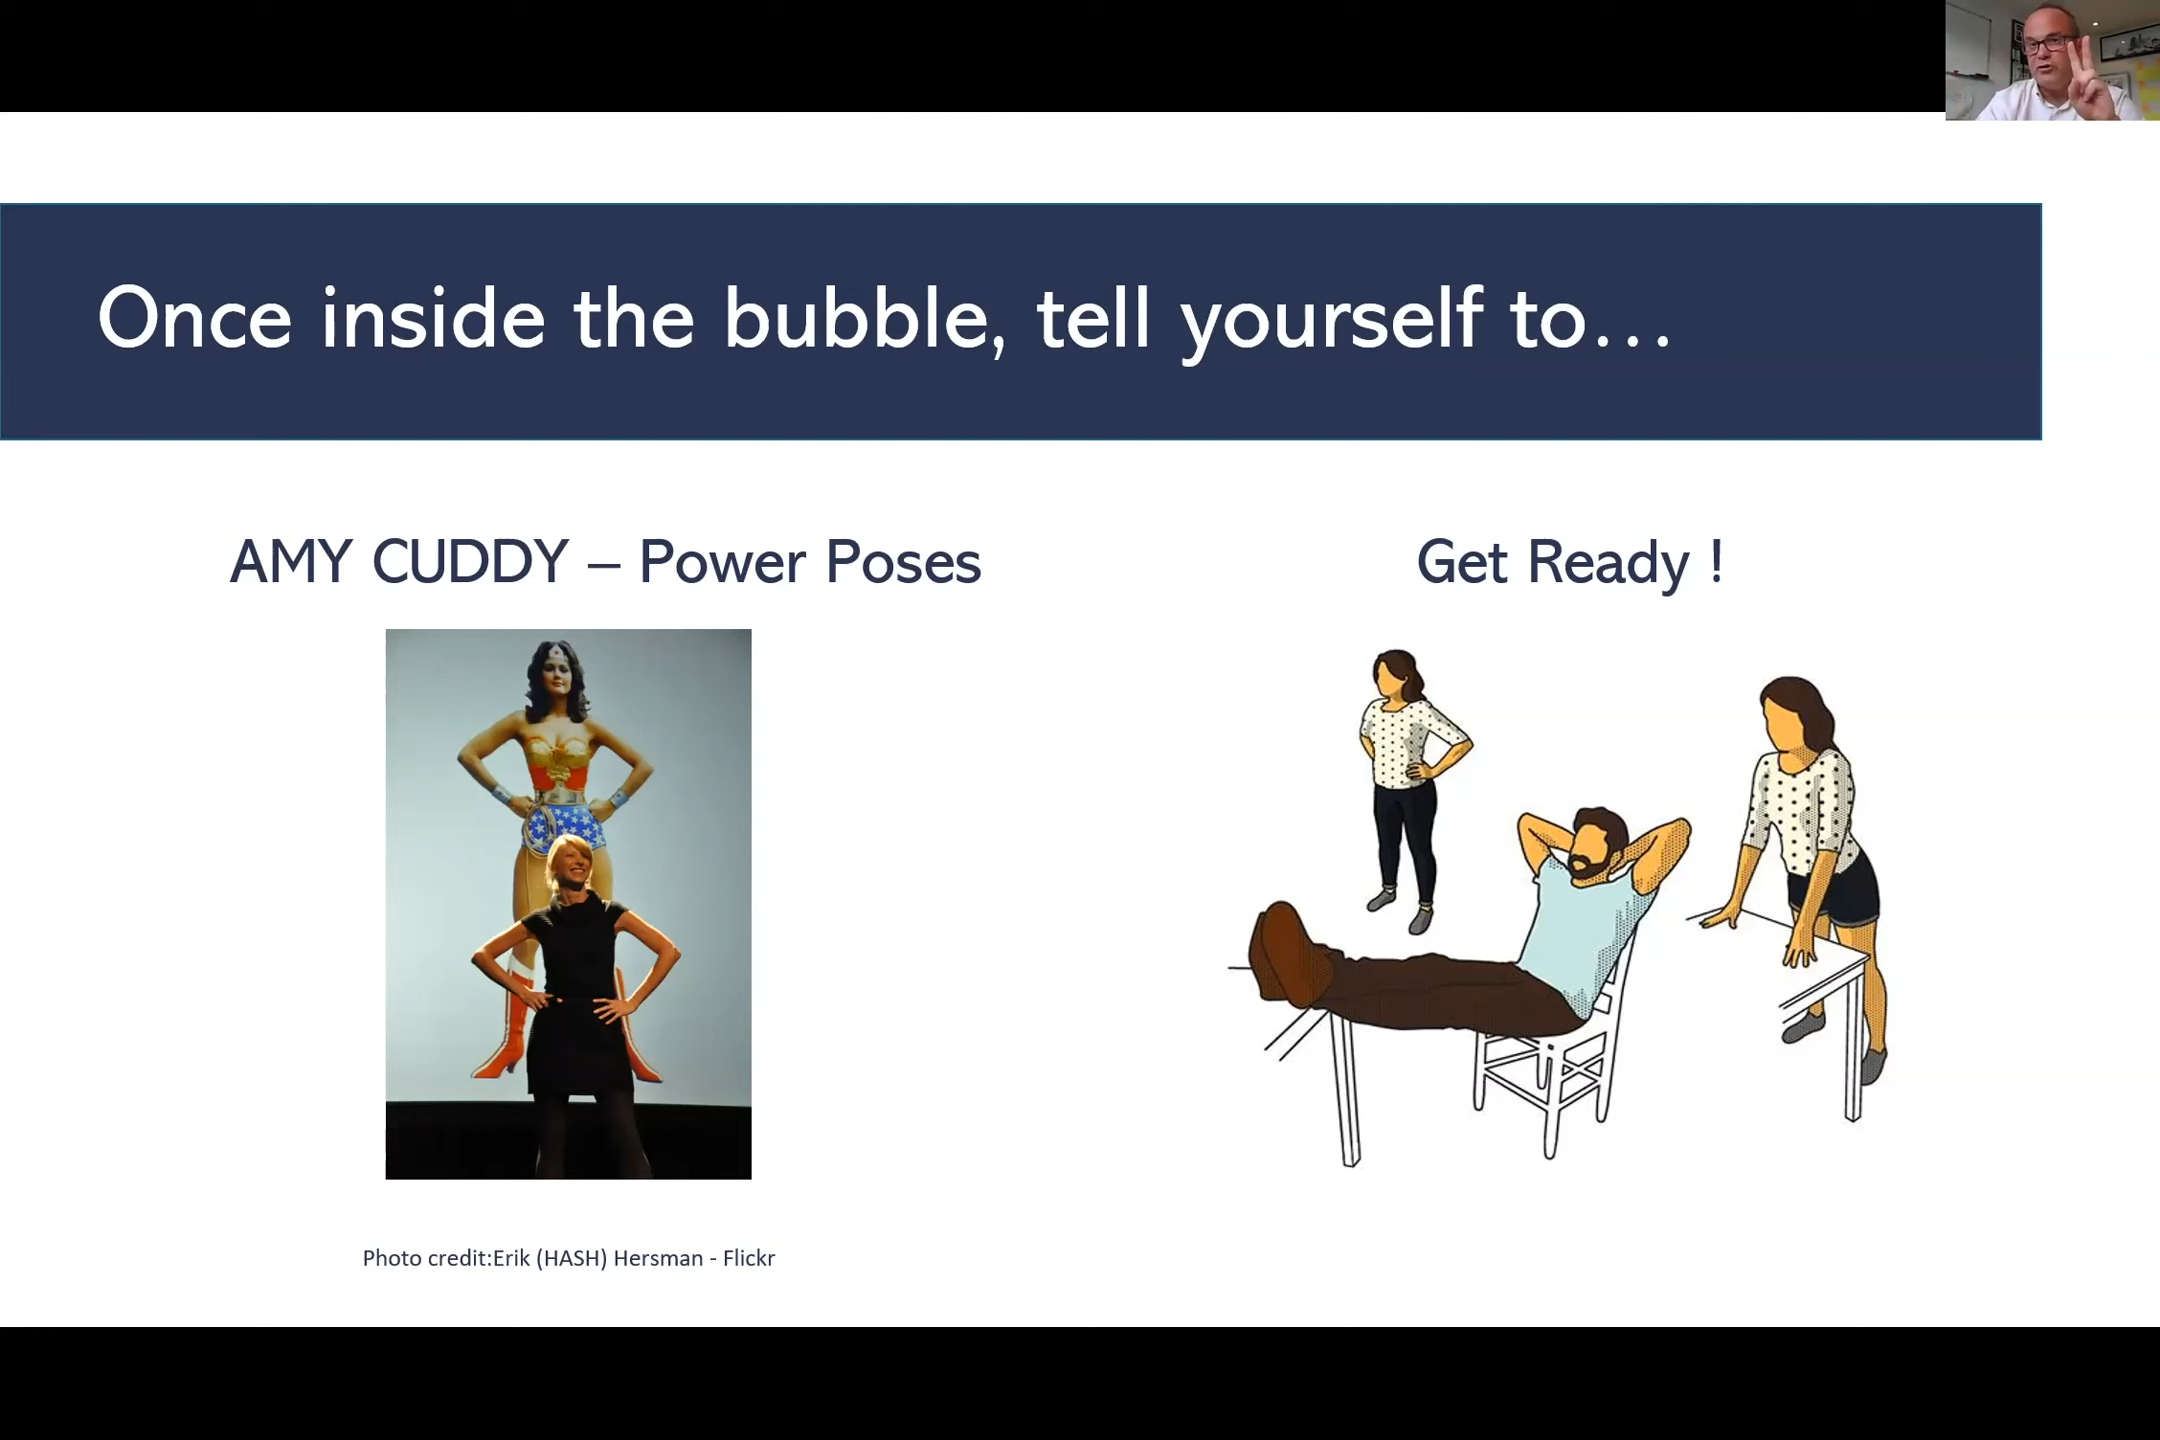 Once inside the bubble, tell yourself to...
AMY CUDDY – Power Poses
Get Ready !
Photo credit:Erik (HASH) Hersman - Flickr